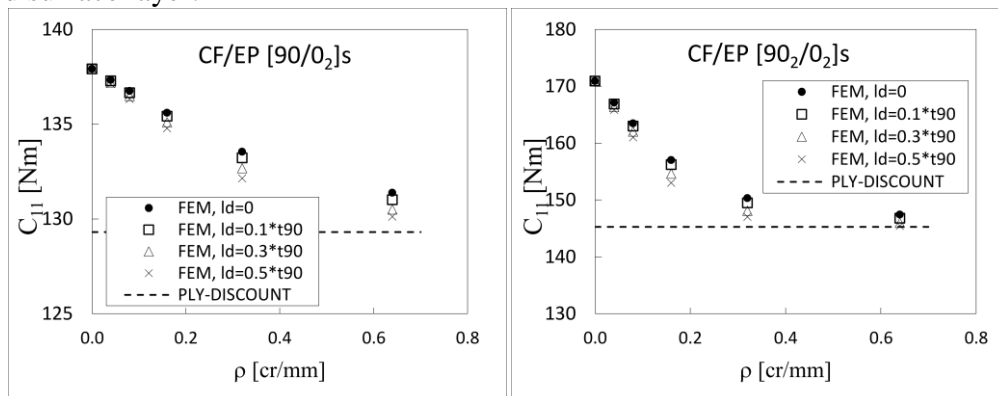 CF/EP [90/0₂]s
140
135
130
125
C₁₁ [Nm]
FEM, ld=0
FEM, ld=0.1*t90
FEM, ld=0.3*t90
FEM, ld=0.5*t90
PLY-DISCOUNT
0.0 0.2 0.4 0.6 0.8
ρ [cr/mm]
CF/EP [90₂/0₂]s
180
170
160
150
140
130
C₁₁ [Nm]
FEM, ld=0
FEM, ld=0.1*t90
FEM, ld=0.3*t90
FEM, ld=0.5*t90
PLY-DISCOUNT
0.0 0.2 0.4 0.6 0.8
ρ [cr/mm]